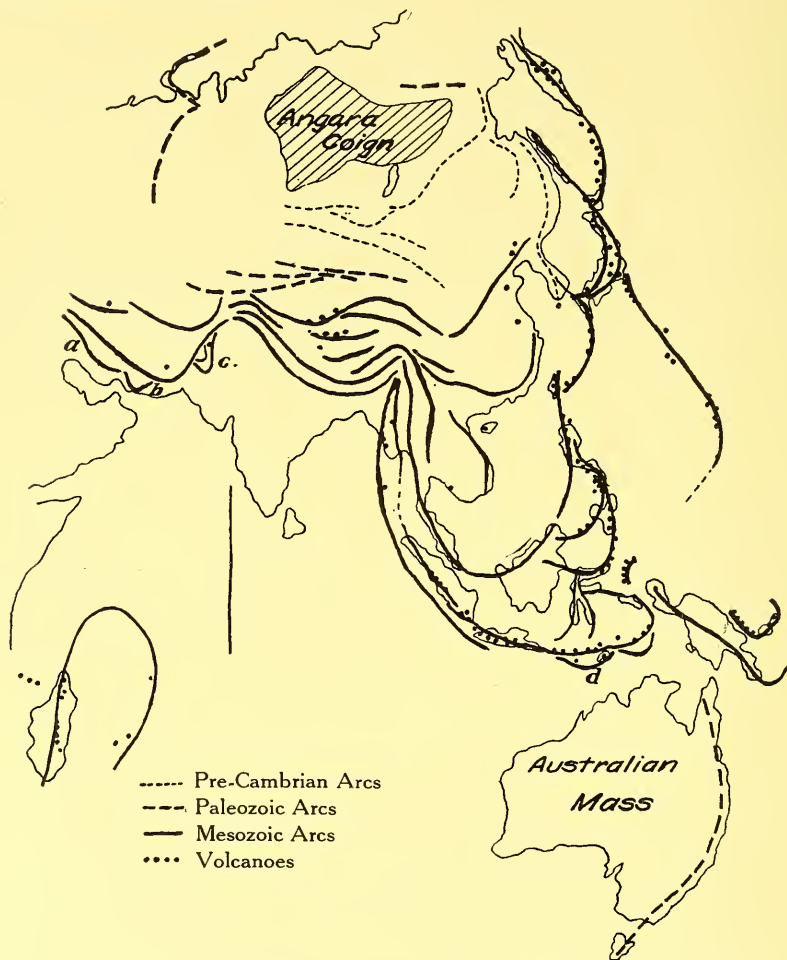 Angara
Coign
a
b
c.
d
Pre-Cambrian Arcs
Paleozoic Arcs
Mesozoic Arcs
Volcanoes
Australian
Mass